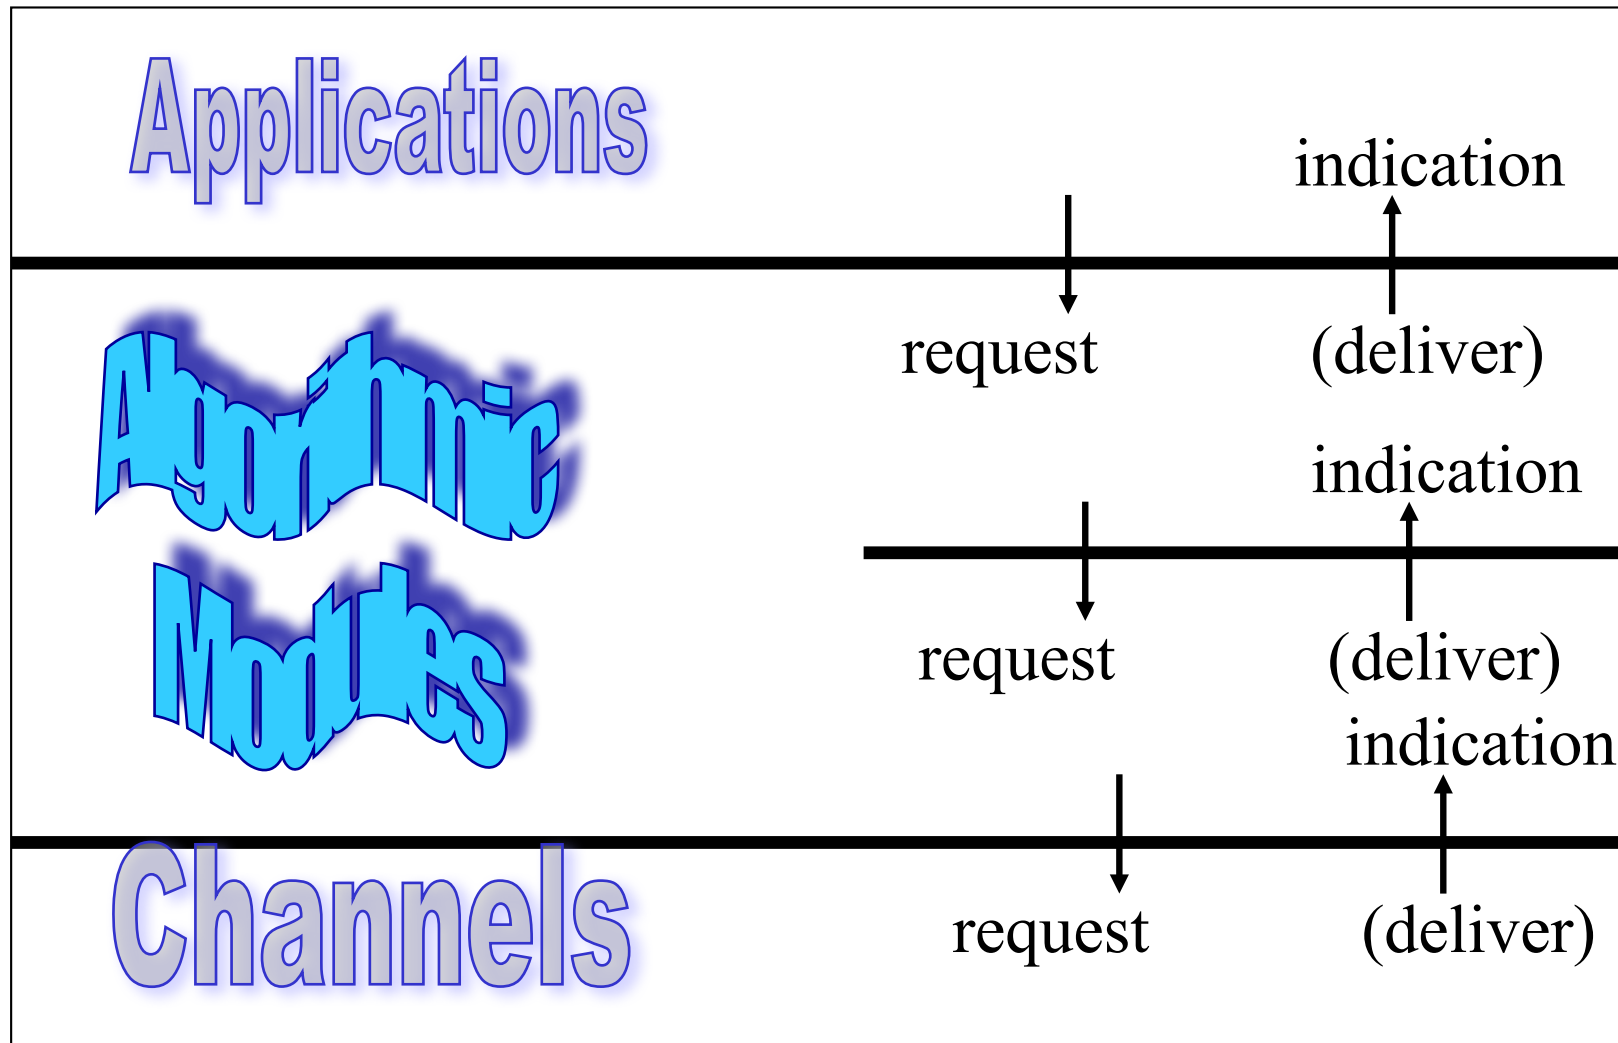 Applications
indication
request (deliver)
Algorithmic
indication
Modules
request (deliver)
indication
Channels
request (deliver)